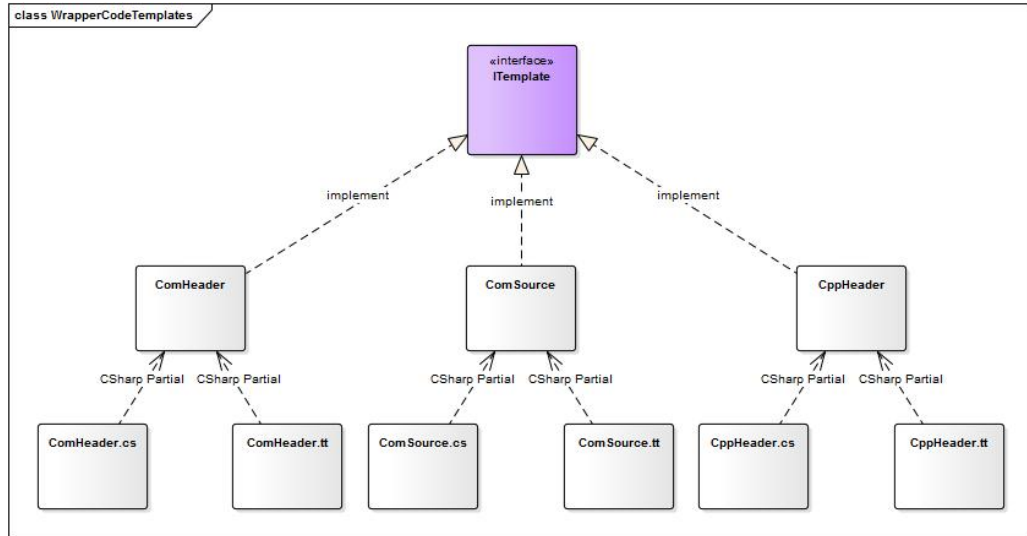 class WrapperCodeTemplates
«interface»
ITemplate
implement
implement
implement
ComHeader
ComSource
CppHeader
CSharp Partial
CSharp Partial
CSharp Partial
CSharp Partial
CSharp Partial
CSharp Partial
ComHeader.cs
ComHeader.tt
ComSource.cs
ComSource.tt
CppHeader.cs
CppHeader.tt